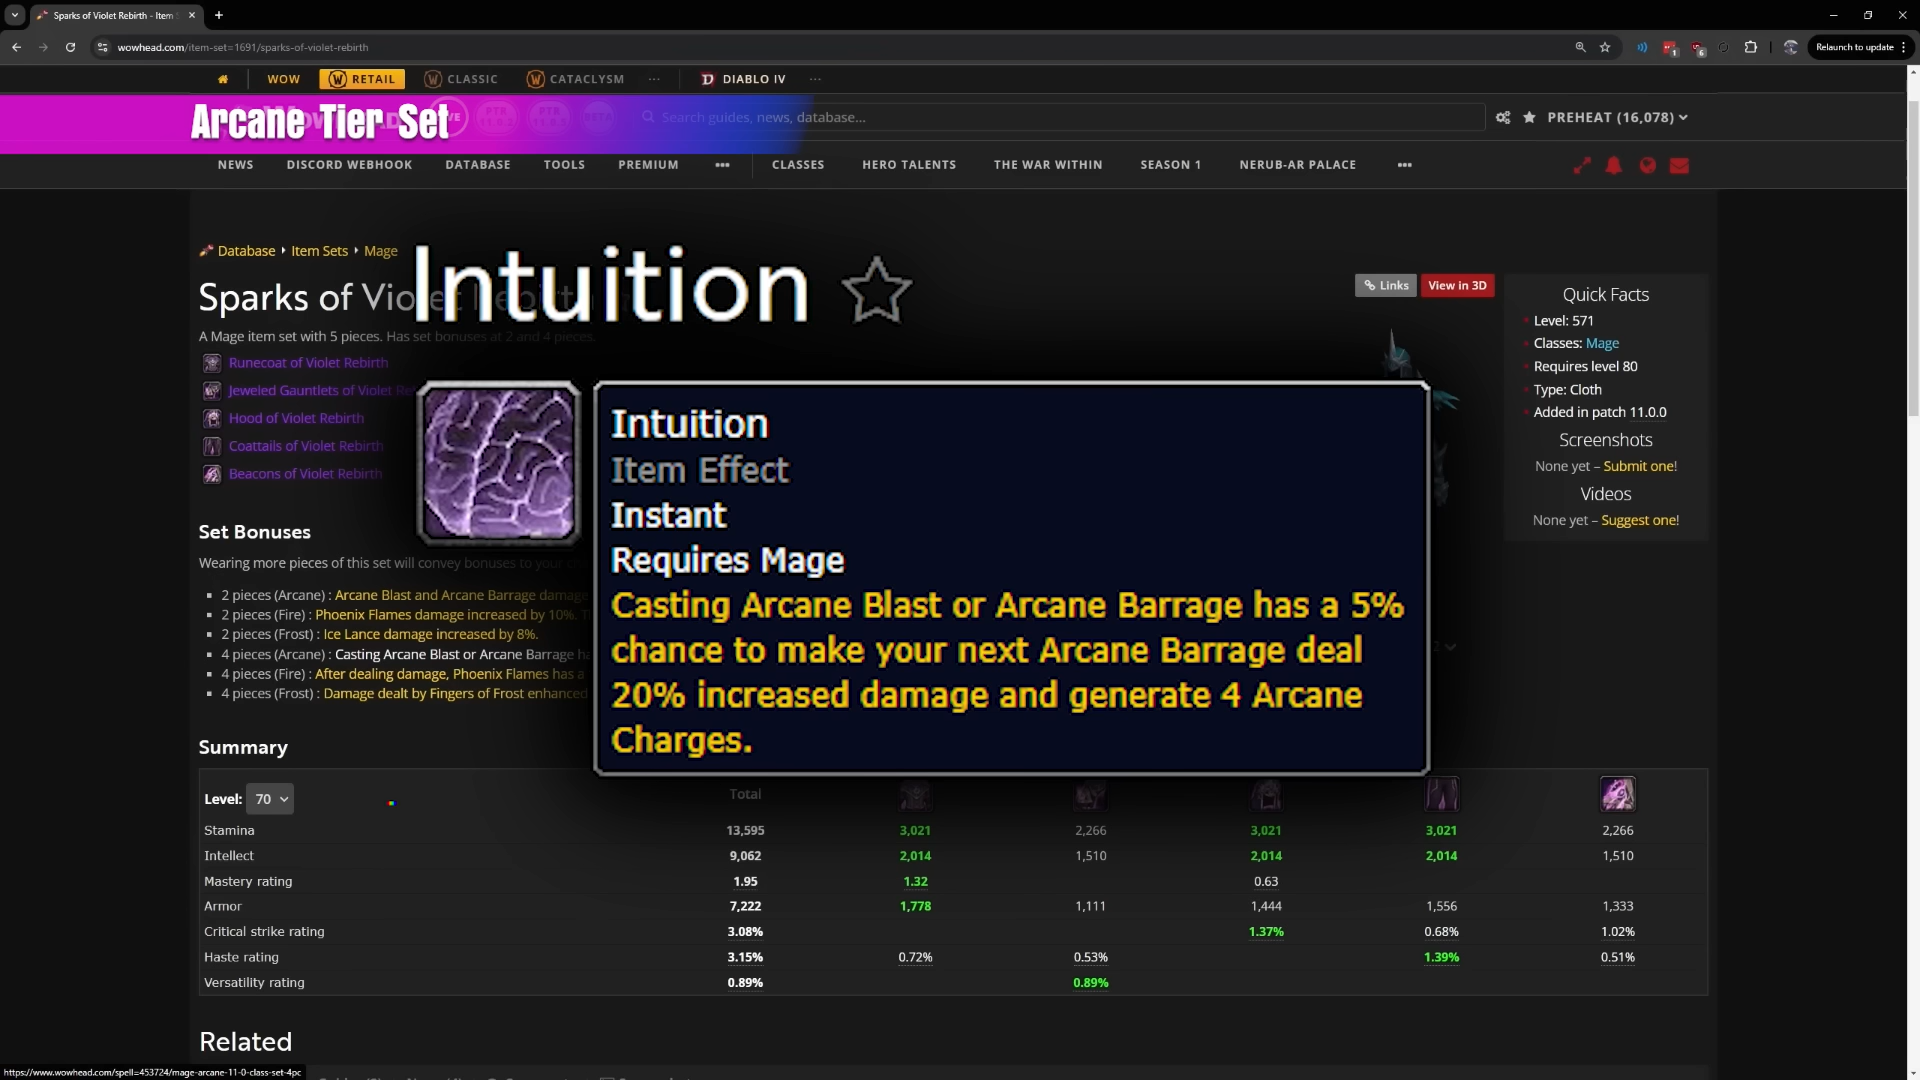 Sparks of Violet Rebirth - Item
wowhead.com/item-set=1691/sparks-of-violet-rebirth
Relaunch to update
WOW RETAIL CLASSIC CATACLYSM ... DIABLO IV ...
Arcane Tier Set
Search guides, news, database...
PREHEAT (16,078)
NEWS DISCORD WEBHOOK DATABASE TOOLS PREMIUM ... CLASSES HERO TALENTS THE WAR WITHIN SEASON 1 NERUB-AR PALACE ...
Database Item Sets Mage
Intuition
Sparks of
Links View in 3D
A Mage item set with 5 pieces. Has set bonuses at 2 and 4 pieces.
Runecoat of Violet Rebirth
Jeweled Gauntlets of Violet
Hood of Violet Rebirth
Coattails of Violet Rebirth
Beacons of Violet Rebirth
Quick Facts
Level: 571
Classes: Mage
Requires level 80
Type: Cloth
Added in patch 11.0.0
Screenshots
None yet – Submit one!
Videos
None yet – Suggest one!
Intuition
Item Effect
Instant
Requires Mage
Casting Arcane Blast or Arcane Barrage has a 5%
chance to make your next Arcane Barrage deal
20% increased damage and generate 4 Arcane
Charges.
Set Bonuses
Wearing more pieces of this set will convey bonuses to your
2 pieces (Arcane) : Arcane Blast and Arcane Barrage damage
2 pieces (Fire) : Phoenix Flames damage increased by 10%.
2 pieces (Frost) : Ice Lance damage increased by 8%.
4 pieces (Arcane) : Casting Arcane Blast or Arcane Barrage
4 pieces (Fire) : After dealing damage, Phoenix Flames has a
4 pieces (Frost) : Damage dealt by Fingers of Frost enhanced
Summary
Level: 70 Total
Stamina 13,595 3,021 2,266 3,021 3,021 2,266
Intellect 9,062 2,014 1,510 2,014 2,014 1,510
Mastery rating 1.95 1.32 0.63
Armor 7,222 1,778 1,111 1,444 1,556 1,333
Critical strike rating 3.08% 1.37% 0.68% 1.02%
Haste rating 3.15% 0.72% 0.53% 1.39% 0.51%
Versatility rating 0.89% 0.89%
Related
https://www.wowhead.com/spell=453724/mage-arcane-11-0-class-set-4pc